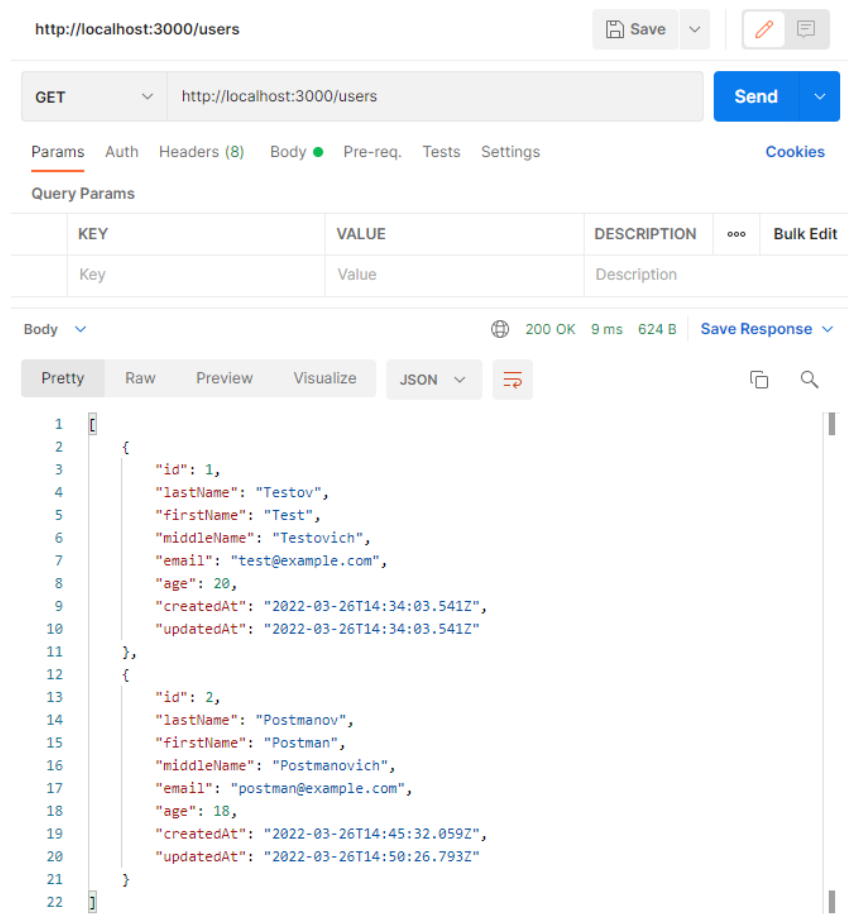 http://localhost:3000/users Save
GET http://localhost:3000/users Send
Params Auth Headers (8) Body Pre-req. Tests Settings Cookies
Query Params
KEY VALUE DESCRIPTION ooo Bulk Edit
Key Value Description
Body 200 OK 9 ms 624 B Save Response
Pretty Raw Preview Visualize JSON
1 [
2 {
3 "id": 1,
4 "lastName": "Testov",
5 "firstName": "Test",
6 "middleName": "Testovich",
7 "email": "test@example.com",
8 "age": 20,
9 "createdAt": "2022-03-26T14:34:03.541Z",
10 "updatedAt": "2022-03-26T14:34:03.541Z"
11 },
12 {
13 "id": 2,
14 "lastName": "Postmanov",
15 "firstName": "Postman",
16 "middleName": "Postmanovich",
17 "email": "postman@example.com",
18 "age": 18,
19 "createdAt": "2022-03-26T14:45:32.059Z",
20 "updatedAt": "2022-03-26T14:50:26.793Z"
21 }
22 ]